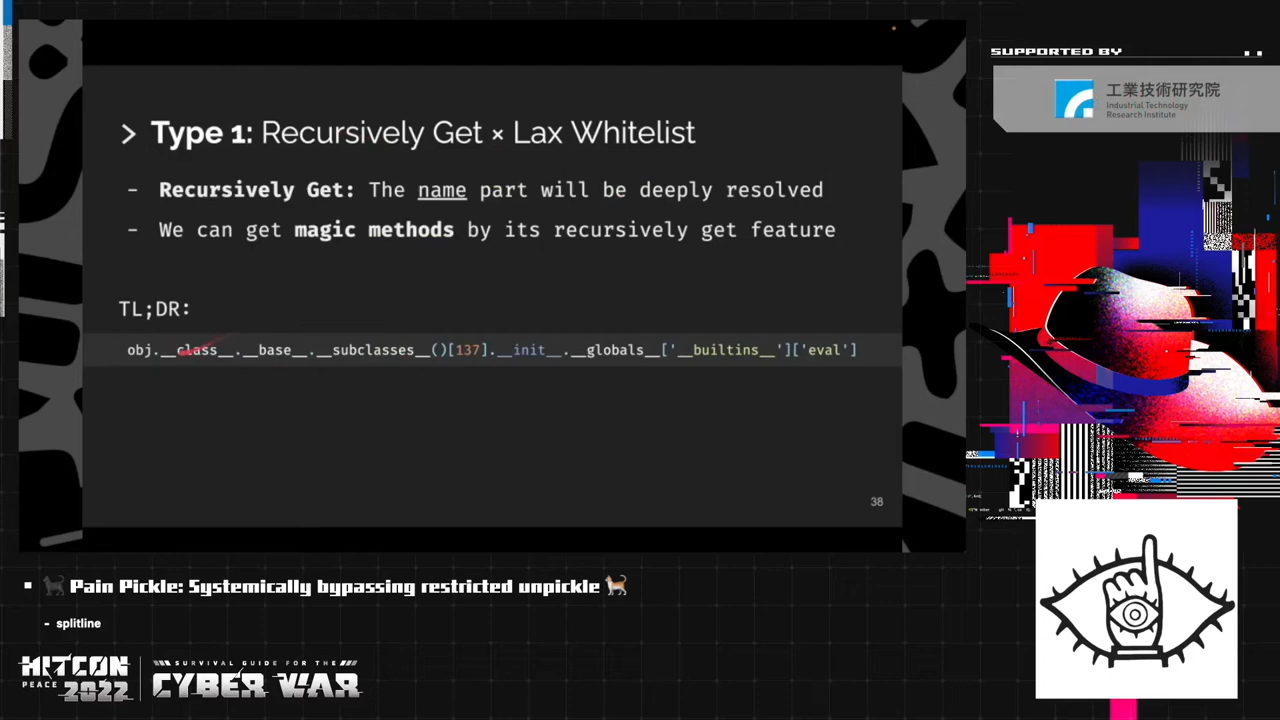 SUPPORTED BY
工業技術研究院
Industrial Technology
Research Institute
> Type 1: Recursively Get × Lax Whitelist
- Recursively Get: The name part will be deeply resolved
- We can get magic methods by its recursively get feature
TL;DR:
obj.__class__.__base__.__subclasses__()[137].__init__.__globals__['__builtins__']['eval']
38
🐈‍⬛ Pain Pickle: Systemically bypassing restricted unpickle 🐈
- splitline
HITCON
PEACE 2022
SURVIVAL GUIDE FOR THE
CYBER WAR